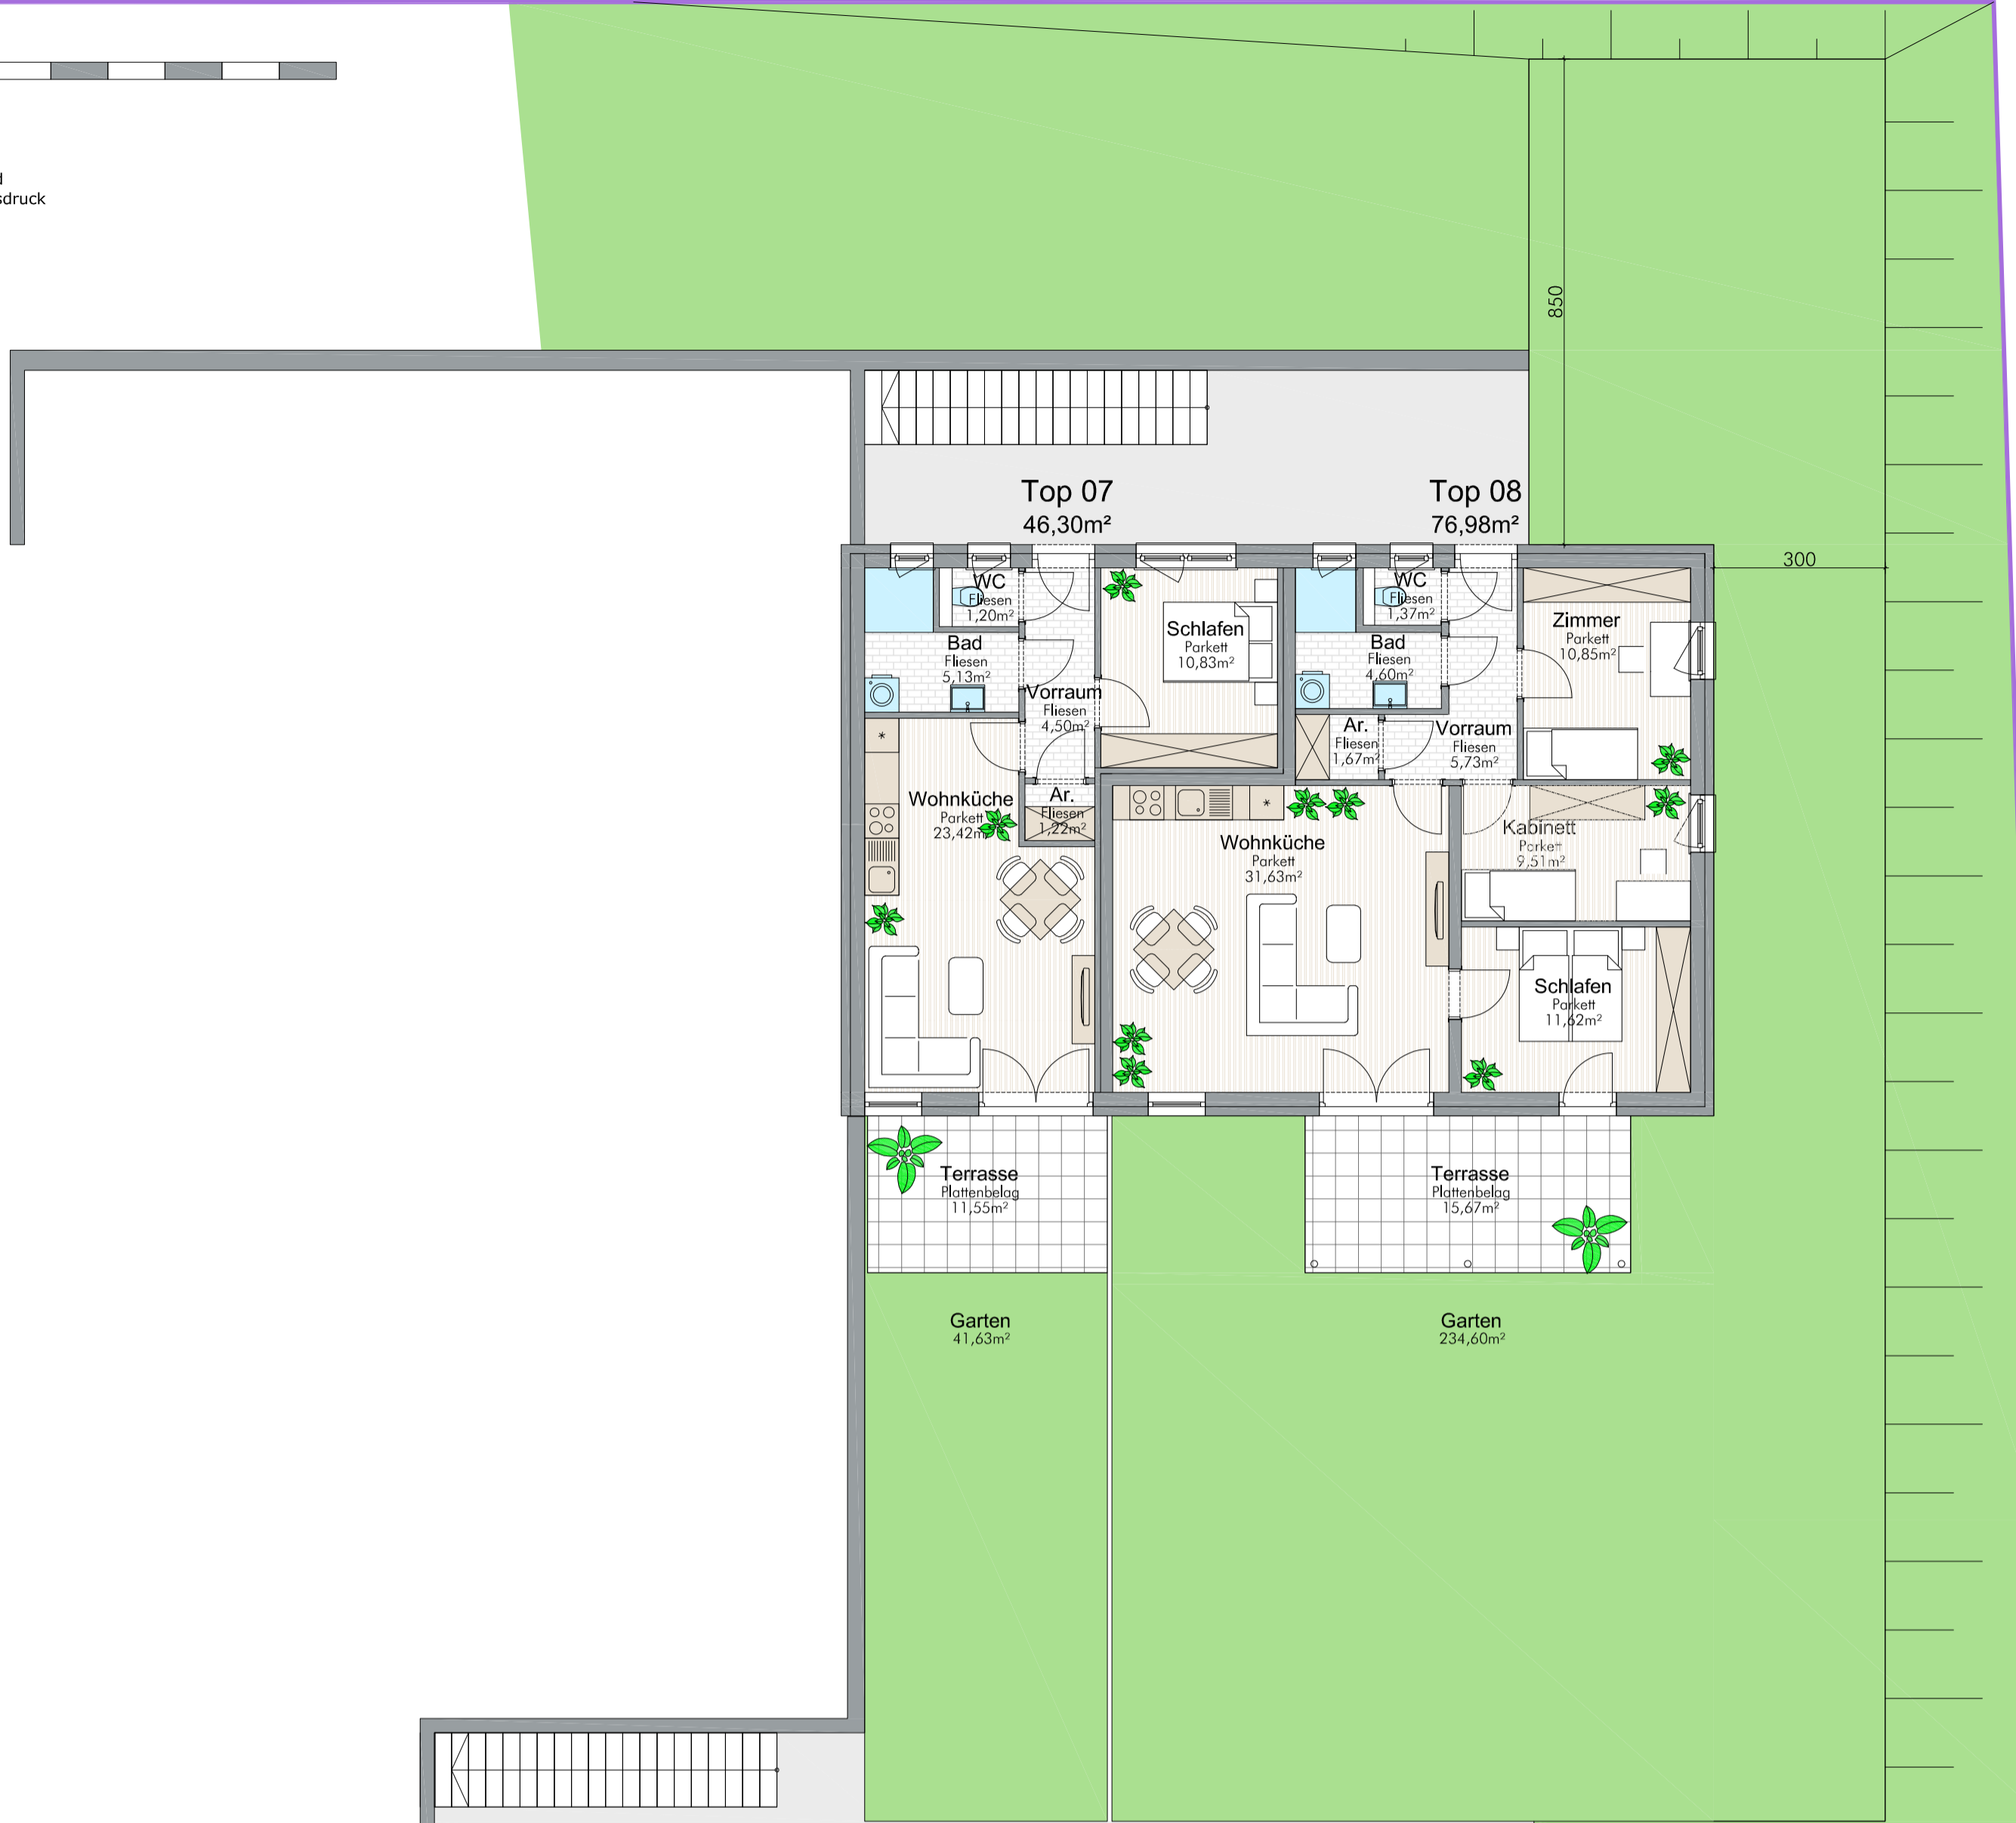 sdruck
850
Top 07
46,30m²
Top 08
76,98m²
300
WC
Fliesen
1,20m²
Bad
Fliesen
5,13m²
Vorraum
Fliesen
4,50m²
Schlafen
Parkett
10,83m²
WC
Fliesen
1,37m²
Bad
Fliesen
4,60m²
Zimmer
Parkett
10,85m²
Ar.
Fliesen
1,67m²
Vorraum
Fliesen
5,73m²
Wohnküche
Parkett
23,42m²
Ar.
Fliesen
1,22m²
Wohnküche
Parkett
31,63m²
Kabinett
Parkett
9,51m²
Schlafen
Parkett
11,62m²
Terrasse
Plattenbelag
11,55m²
Terrasse
Plattenbelag
15,67m²
Garten
41,63m²
Garten
234,60m²